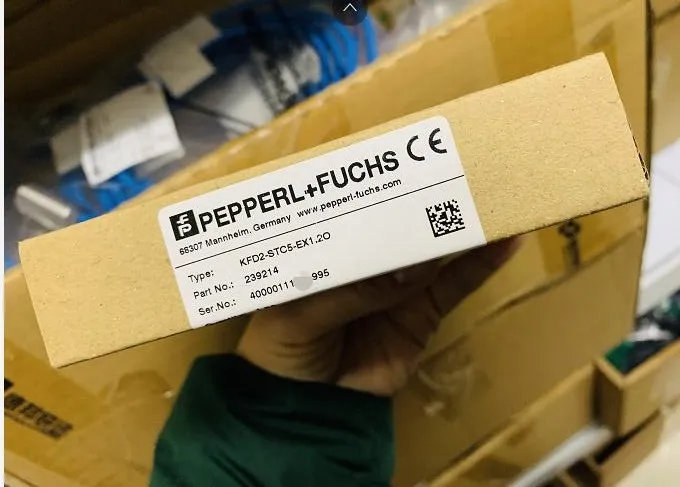 PEPPERL+FUCHS CE
68307 Mannheim, Germany www.pepperl-fuchs.com
Type: KFD2-STC5-EX1.2O
Part No.: 239214
Ser.No.: 40000111 995